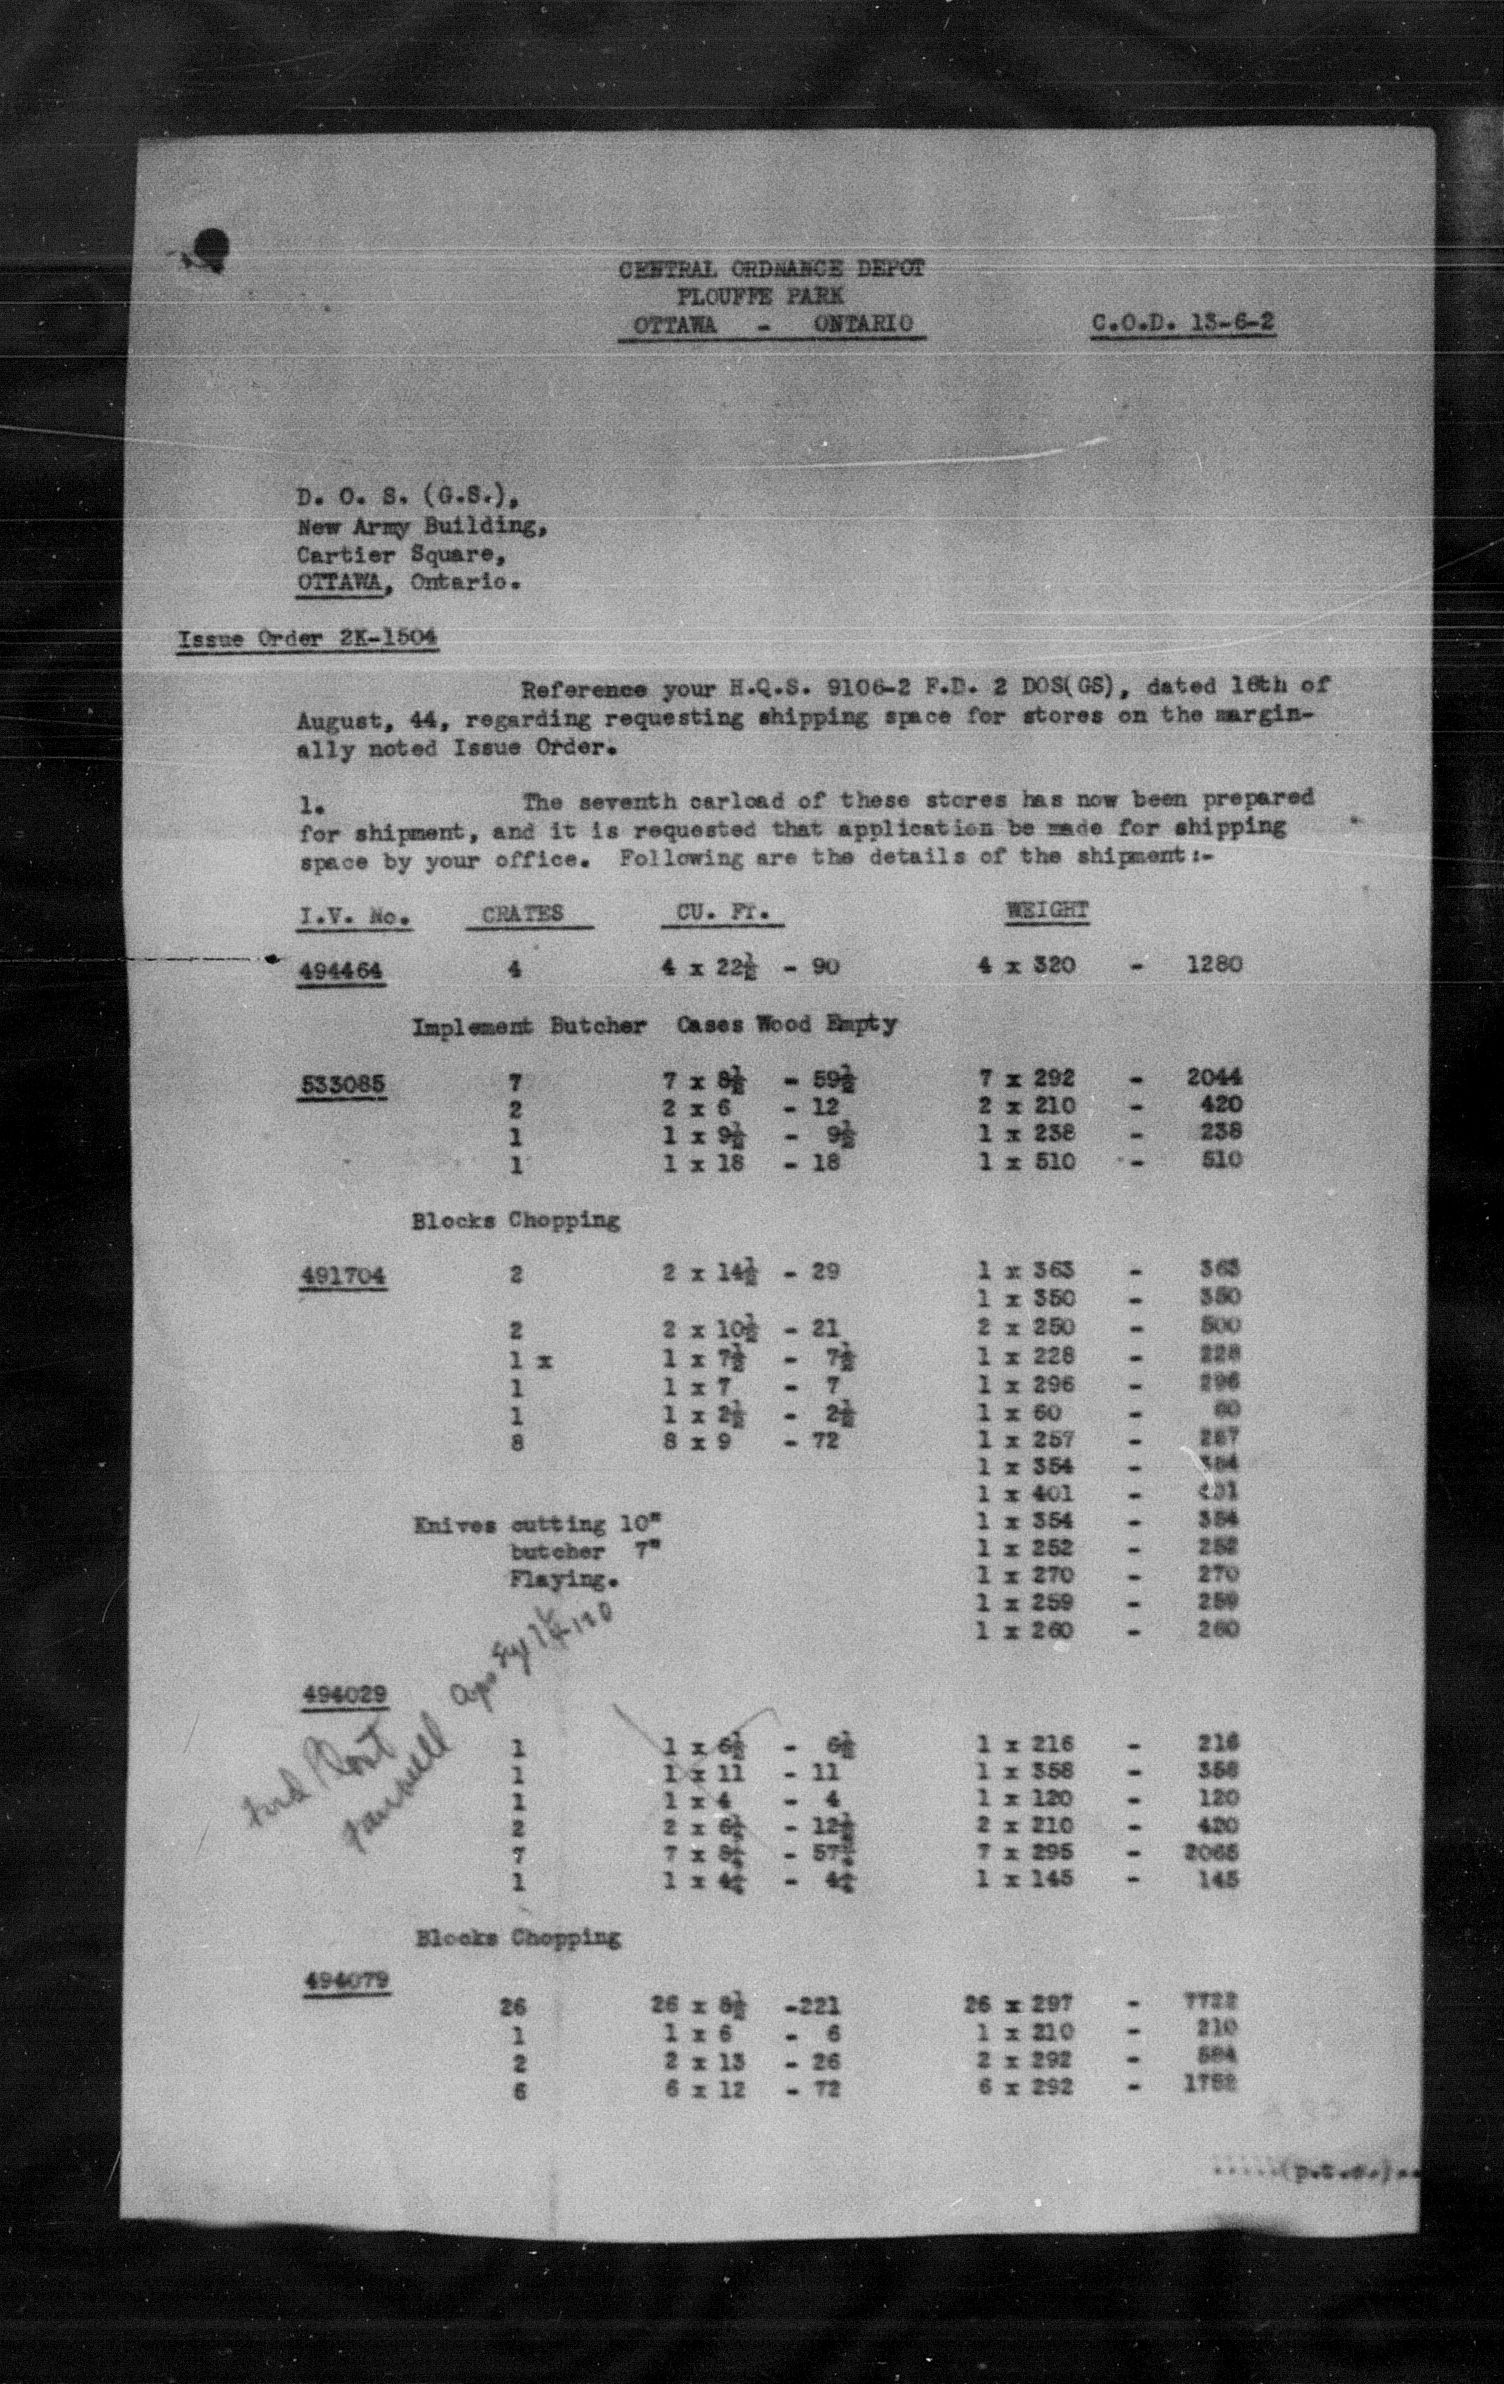 CENTRAL ORDNANCE DEPOT
PLOUFFE PARK
OTTAWA - ONTARIO C.O.D. 13-6-2
D. O. S. (G.S.),
New Army Building,
Cartier Square,
OTTAWA, Ontario.
Issue Order 2K-1504
Reference your H.Q.S. 9106-2 F.D. 2 DOS(GS), dated 16th of
August, 44, regarding requesting shipping space for stores on the margin-
ally noted Issue Order.
1. The seventh carload of these stores has now been prepared
for shipment, and it is requested that application be made for shipping
space by your office. Following are the details of the shipment:-
I.V. No. CRATES CU. FT. WEIGHT
494464 4 4 x 22½ - 90 4 x 320 - 1280
Implement Butcher Cases Wood Empty
533085 7 7 x 8½ - 59½ 7 x 292 - 2044
2 2 x 6 - 12 2 x 210 - 420
1 1 x 9½ - 9½ 1 x 238 - 238
1 1 x 18 - 18 1 x 510 - 510
Blocks Chopping
491704 2 2 x 14½ - 29 1 x 363 - 363
1 x 350 - 350
2 2 x 10½ - 21 2 x 250 - 500
1 x 1 x 7½ - 7½ 1 x 228 - 228
1 1 x 7 - 7 1 x 296 - 296
1 1 x 2½ - 2½ 1 x 60 - 60
8 8 x 9 - 72 1 x 257 - 257
1 x 354 - 354
1 x 401 - 401
Knives cutting 10" 1 x 354 - 354
butcher 7" 1 x 252 - 252
Flaying. 1 x 270 - 270
1 x 259 - 259
1 x 260 - 260
494029
1 1 x 6½ - 6½ 1 x 216 - 216
1 1 x 11 - 11 1 x 358 - 358
1 1 x 4 - 4 1 x 120 - 120
2 2 x 6¼ - 12½ 2 x 210 - 420
7 7 x 8¼ - 57¾ 7 x 295 - 2065
1 1 x 4¼ - 4¼ 1 x 145 - 145
Blocks Chopping
494079
26 26 x 8½ -221 26 x 297 - 7722
1 1 x 6 - 6 1 x 210 - 210
2 2 x 13 - 26 2 x 292 - 584
6 6 x 12 - 72 6 x 292 - 1752
(p.t.o.)..